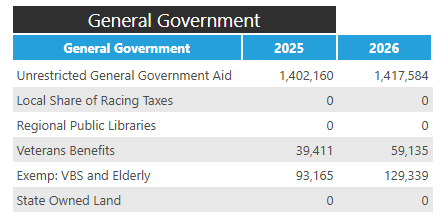 General Government
General Government 2025 2026
Unrestricted General Government Aid 1,402,160 1,417,584
Local Share of Racing Taxes 0 0
Regional Public Libraries 0 0
Veterans Benefits 39,411 59,135
Exemp: VBS and Elderly 93,165 129,339
State Owned Land 0 0